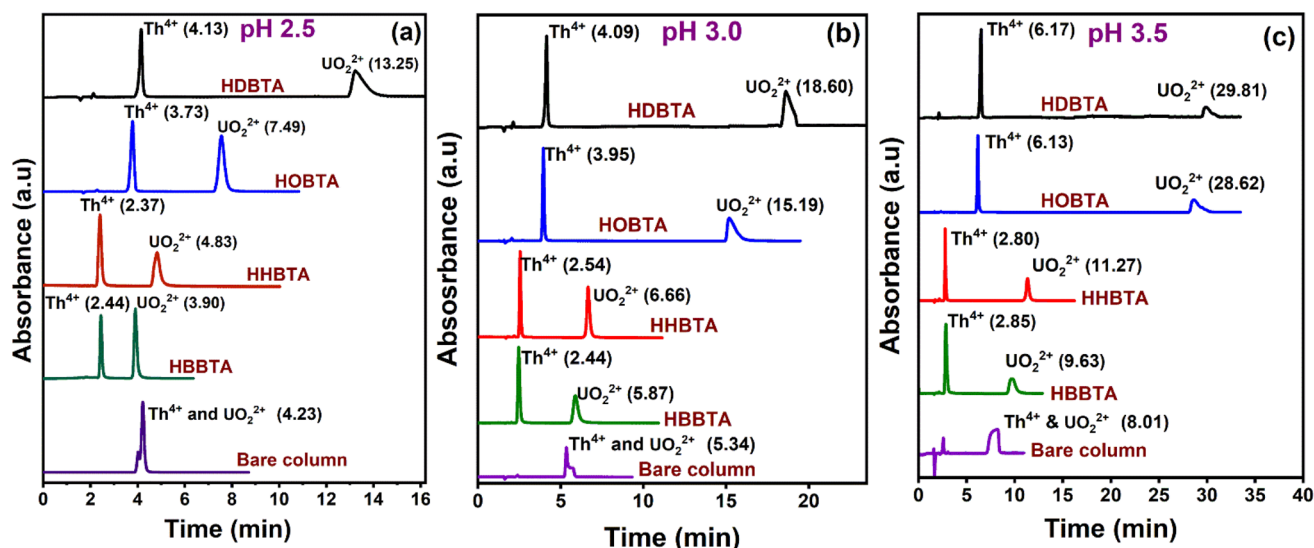 pH 2.5
(a)
Th⁴⁺
(4.13)
UO₂²⁺ (13.25)
HDBTA
Th⁴⁺ (3.73)
UO₂²⁺ (7.49)
HOBTA
Th⁴⁺
(2.37)
UO₂²⁺ (4.83)
HHBTA
Th⁴⁺ (2.44)
UO₂²⁺ (3.90)
HBBTA
Th⁴⁺ and UO₂²⁺ (4.23)
Bare column
0 2 4 6 8 10 12 14 16
Time (min)
Absorbance (a.u)
pH 3.0
(b)
Th⁴⁺
(4.09)
UO₂²⁺
(18.60)
HDBTA
Th⁴⁺
(3.95)
UO₂²⁺ (15.19)
HOBTA
Th⁴⁺
(2.54)
UO₂²⁺ (6.66)
HHBTA
Th⁴⁺
(2.44)
UO₂²⁺ (5.87)
HBBTA
Th⁴⁺ and UO₂²⁺ (5.34)
Bare column
0 5 10 15 20
Time (min)
Abosrbance (a.u)
pH 3.5
(c)
Th⁴⁺ (6.17)
UO₂²⁺ (29.81)
HDBTA
Th⁴⁺
(6.13)
UO₂²⁺ (28.62)
HOBTA
Th⁴⁺
(2.80)
UO₂²⁺ (11.27)
HHBTA
Th⁴⁺
(2.85)
UO₂²⁺ (9.63)
HBBTA
Th⁴⁺ & UO₂²⁺ (8.01)
Bare column
0 5 10 15 20 25 30 35 40
Time (min)
Absorbance (a.u)